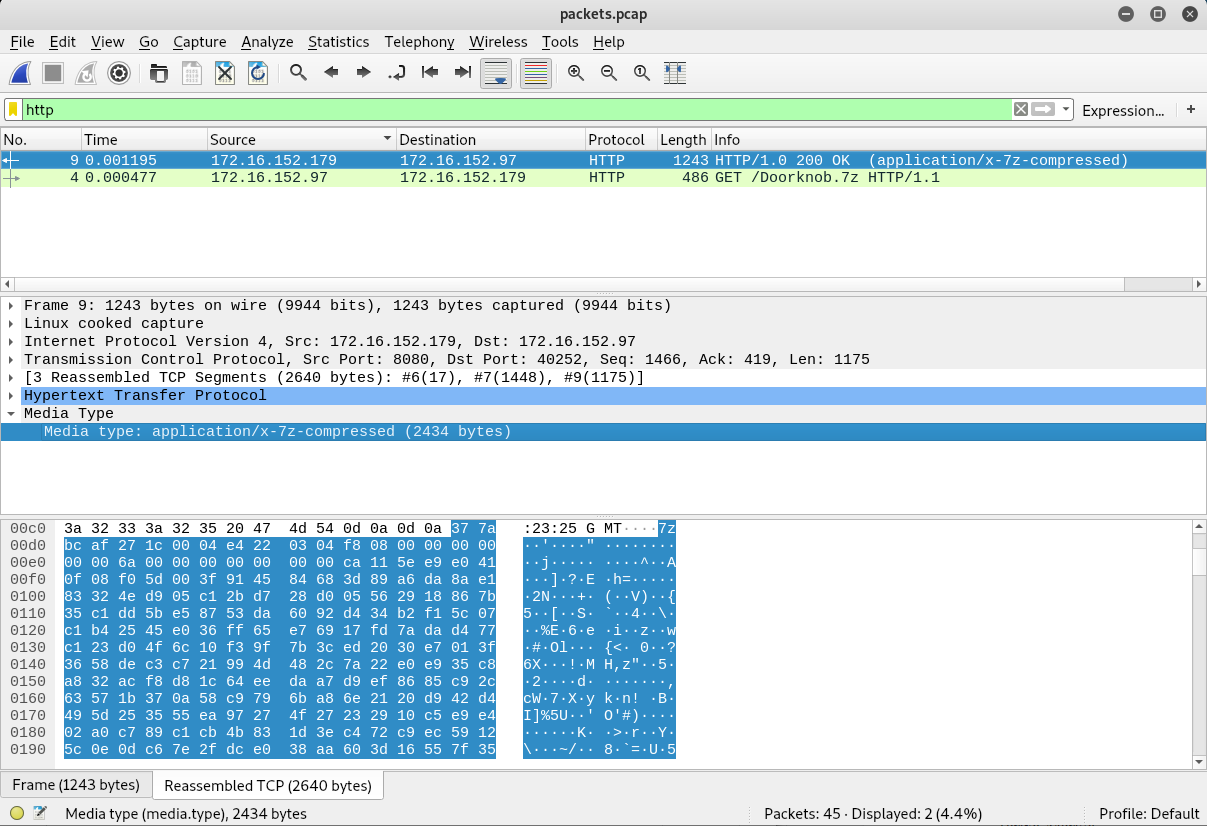 packets.pcap
File Edit View Go Capture Analyze Statistics Telephony Wireless Tools Help
http Expression… +
No. Time Source Destination Protocol Length Info
9 0.001195 172.16.152.179 172.16.152.97 HTTP 1243 HTTP/1.0 200 OK (application/x-7z-compressed)
4 0.000477 172.16.152.97 172.16.152.179 HTTP 486 GET /Doorknob.7z HTTP/1.1
Frame 9: 1243 bytes on wire (9944 bits), 1243 bytes captured (9944 bits)
Linux cooked capture
Internet Protocol Version 4, Src: 172.16.152.179, Dst: 172.16.152.97
Transmission Control Protocol, Src Port: 8080, Dst Port: 40252, Seq: 1466, Ack: 419, Len: 1175
[3 Reassembled TCP Segments (2640 bytes): #6(17), #7(1448), #9(1175)]
Hypertext Transfer Protocol
Media Type
Media type: application/x-7z-compressed (2434 bytes)
00c0 3a 32 33 3a 32 35 20 47 4d 54 0d 0a 0d 0a 37 7a :23:25 G MT····7z
00d0 bc af 27 1c 00 04 e4 22 03 04 f8 08 00 00 00 00 ··'····" ········
00e0 00 00 6a 00 00 00 00 00 00 00 ca 11 5e e9 e0 41 ··j····· ····^··A
00f0 0f 08 f0 5d 00 3f 91 45 84 68 3d 89 a6 da 8a e1 ···]·?·E ·h=·····
0100 83 32 4e d9 05 c1 2b d7 28 d0 05 56 29 18 86 7b ·2N···+· (··V)··{
0110 35 c1 dd 5b e5 87 53 da 60 92 d4 34 b2 f1 5c 07 5··[··S· `··4··\·
0120 c1 b4 25 45 e0 36 ff 65 e7 69 17 fd 7a da d4 77 ··%E·6·e ·i··z··w
0130 c1 23 d0 4f 6c 10 f3 9f 7b 3c ed 20 30 e7 01 3f ·#·Ol··· {<· 0··?
0140 36 58 de c3 c7 21 99 4d 48 2c 7a 22 e0 e9 35 c8 6X···!·M H,z"··5·
0150 a8 32 ac f8 d8 1c 64 ee da a7 d9 ef 86 85 c9 2c ·2····d· ·······,
0160 63 57 1b 37 0a 58 c9 79 6b a8 6e 21 20 d9 42 d4 cW·7·X·y k·n! ·B·
0170 49 5d 25 35 55 ea 97 27 4f 27 23 29 10 c5 e9 e4 I]%5U··' O'#)····
0180 02 a0 c7 89 c1 cb 4b 83 1d 3e c4 72 c9 ec 59 12 ······K· ·>·r··Y·
0190 5c 0e 0d c6 7e 2f dc e0 38 aa 60 3d 16 55 7f 35 \···~/·· 8·`=·U·5
Frame (1243 bytes) Reassembled TCP (2640 bytes)
Media type (media.type), 2434 bytes Packets: 45 · Displayed: 2 (4.4%) Profile: Default